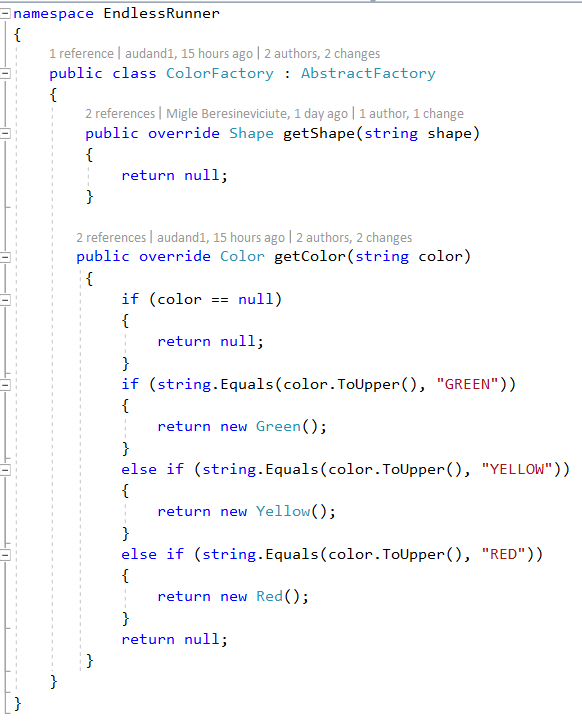 namespace EndlessRunner
{
1 reference | audand1, 15 hours ago | 2 authors, 2 changes
public class ColorFactory : AbstractFactory
{
2 references | Migle Beresineviciute, 1 day ago | 1 author, 1 change
public override Shape getShape(string shape)
{
return null;
}
2 references | audand1, 15 hours ago | 2 authors, 2 changes
public override Color getColor(string color)
{
if (color == null)
{
return null;
}
if (string.Equals(color.ToUpper(), "GREEN"))
{
return new Green();
}
else if (string.Equals(color.ToUpper(), "YELLOW"))
{
return new Yellow();
}
else if (string.Equals(color.ToUpper(), "RED"))
{
return new Red();
}
return null;
}
}
}